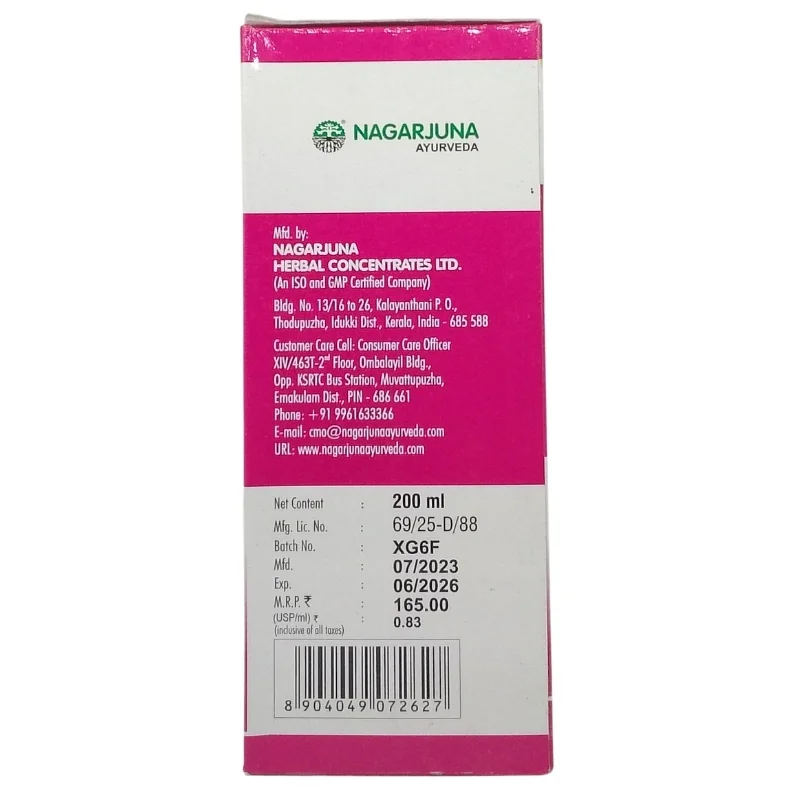 NAGARJUNA
AYURVEDA
Mfd. by:
NAGARJUNA
HERBAL CONCENTRATES LTD.
(An ISO and GMP Certified Company)
Bldg. No. 13/16 to 26, Kalayanthani P. O.,
Thodupuzha, Idukki Dist., Kerala, India - 685 588
Customer Care Cell: Consumer Care Officer
XIV/463T-2nd Floor, Ombalayil Bldg.,
Opp. KSRTC Bus Station, Muvattupuzha,
Ernakulam Dist., PIN - 686 661
Phone: +91 9961633366
E-mail: cmo@nagarjunaayurveda.com
URL: www.nagarjunaayurveda.com
Net Content : 200 ml
Mfg. Lic. No. : 69/25-D/88
Batch No. : XG6F
Mfd. : 07/2023
Exp. : 06/2026
M.R.P. ₹ : 165.00
(USP/ml) ₹ : 0.83
(inclusive of all taxes)
8 904049 072627